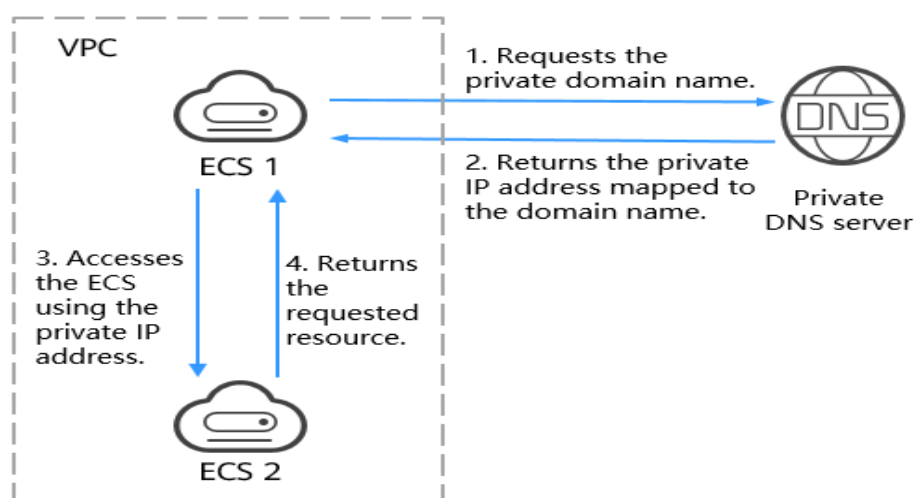 VPC
1. Requests the
private domain name.
DNS
ECS 1
2. Returns the private
IP address mapped to
the domain name.
Private
DNS server
3. Accesses
the ECS
using the
private IP
address.
4. Returns
the
requested
resource.
ECS 2